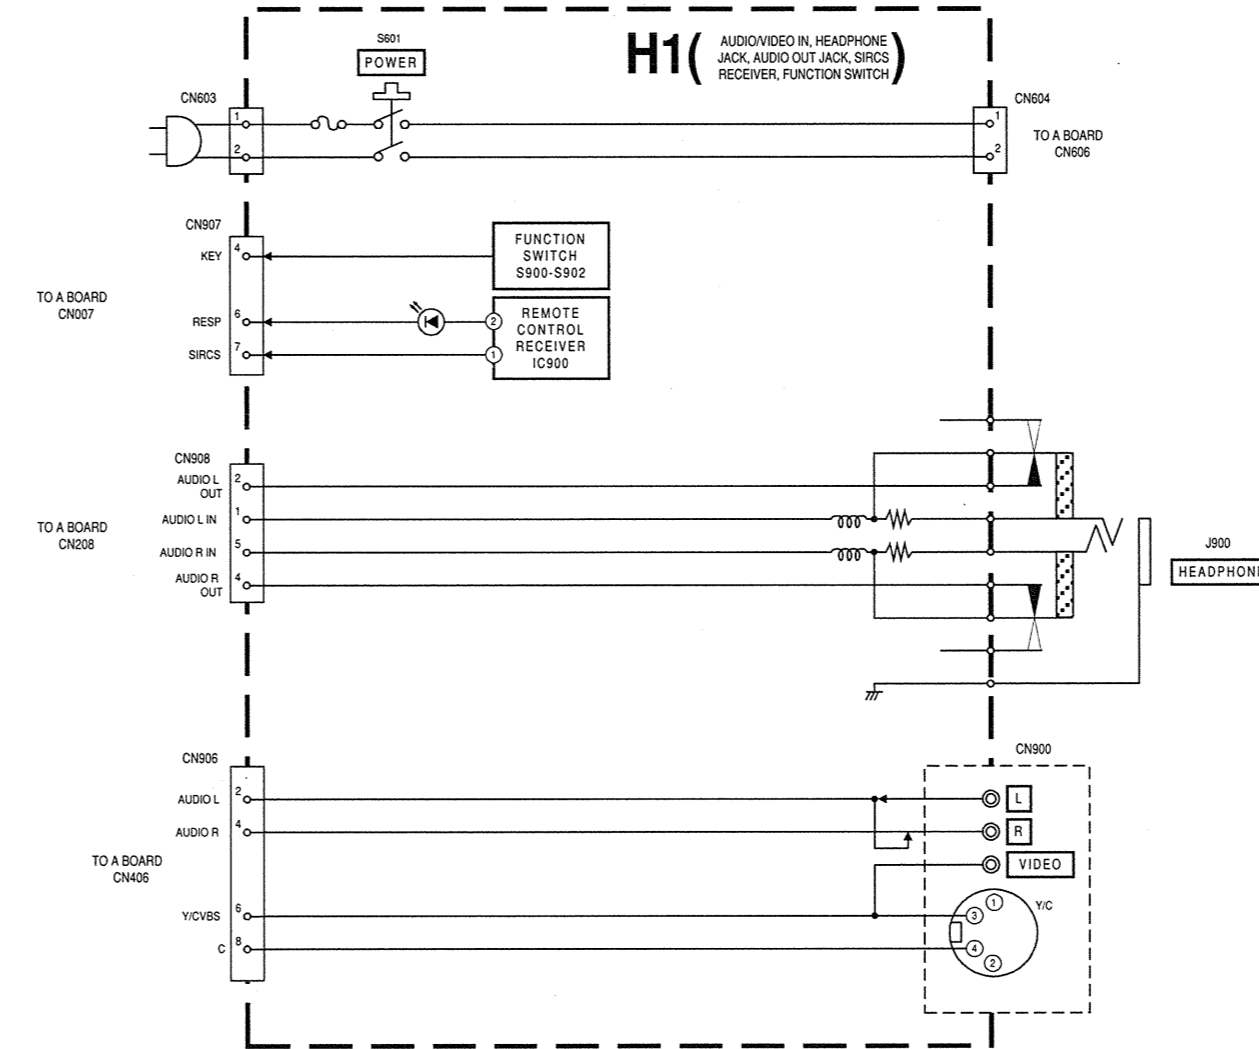 H1(
AUDIO/VIDEO IN, HEADPHONE
JACK, AUDIO OUT JACK, SIRCS
RECEIVER, FUNCTION SWITCH
)
S601
POWER
CN603
1
2
CN604
1
2
TO A BOARD
CN606
CN907
KEY
4
FUNCTION
SWITCH
S900-S902
TO A BOARD
CN007
RESP
6
SIRCS
7
2
1
REMOTE
CONTROL
RECEIVER
IC900
CN908
AUDIO L
OUT
2
AUDIO L IN
1
TO A BOARD
CN208
AUDIO R IN
5
AUDIO R
OUT
4
J900
HEADPHONE
CN906
CN900
AUDIO L
2
L
AUDIO R
4
R
TO A BOARD
CN406
VIDEO
Y/CVBS
6
C
8
Y/C
1
3
4
2